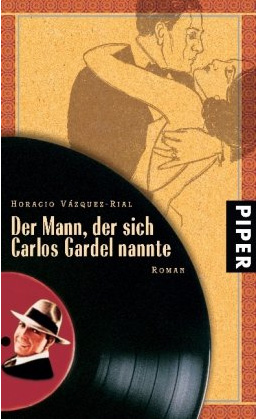 HORACIO VÁZQUEZ-RIAL
Der Mann, der sich
Carlos Gardel nannte
ROMAN
PIPER